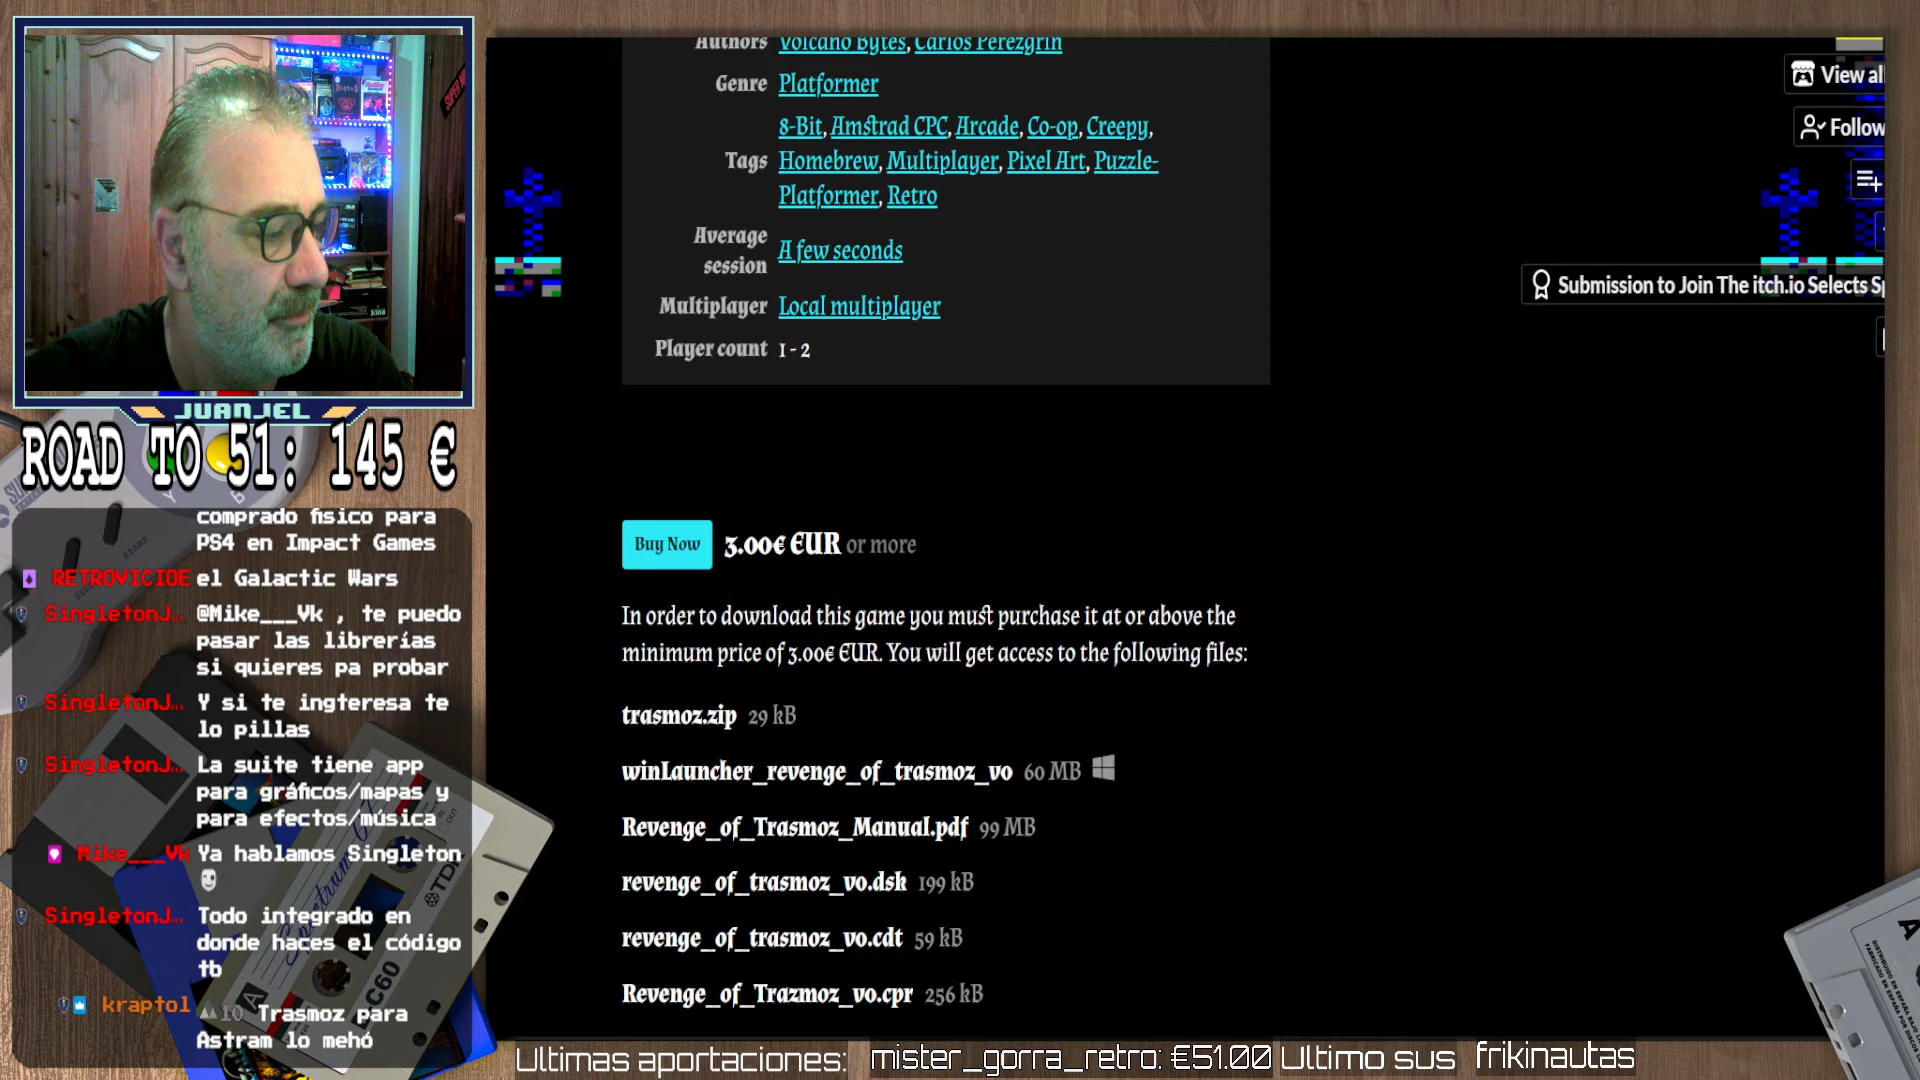 Authors Volcano Bytes, Carlos Perezgrin
Genre Platformer
8-Bit, Amstrad CPC, Arcade, Co-op, Creepy,
Tags Homebrew, Multiplayer, Pixel Art, Puzzle-
Platformer, Retro
Average
session
A few seconds
Multiplayer Local multiplayer
Player count 1 - 2
View all
Follow
Submission to Join The itch.io Selects Sp
Buy Now 3.00€ EUR or more
In order to download this game you must purchase it at or above the
minimum price of 3.00€ EUR. You will get access to the following files:
trasmoz.zip 29 kB
winLauncher_revenge_of_trasmoz_v0 60 MB
Revenge_of_Trasmoz_Manual.pdf 99 MB
revenge_of_trasmoz_v0.dsk 199 kB
revenge_of_trasmoz_v0.cdt 59 kB
Revenge_of_Trazmoz_v0.cpr 256 kB
JUANJEL
ROAD TO 51: 145 €
comprado fisico para
PS4 en Impact Games
RETROVICIOE el Galactic Wars
SingletonJ... @Mike___Vk , te puedo
pasar las librerías
si quieres pa probar
SingletonJ... Y si te ingteresa te
lo pillas
SingletonJ... La suite tiene app
para gráficos/mapas y
para efectos/música
Mike___Vk Ya hablamos Singleton
SingletonJ... Todo integrado en
donde haces el código
tb
kraptol 10 Trasmoz para
Astram lo mehó
START
TDK
A C60
Ultimas aportaciones: mister_gorra_retro: €51.00 Ultimo sus frikinautas